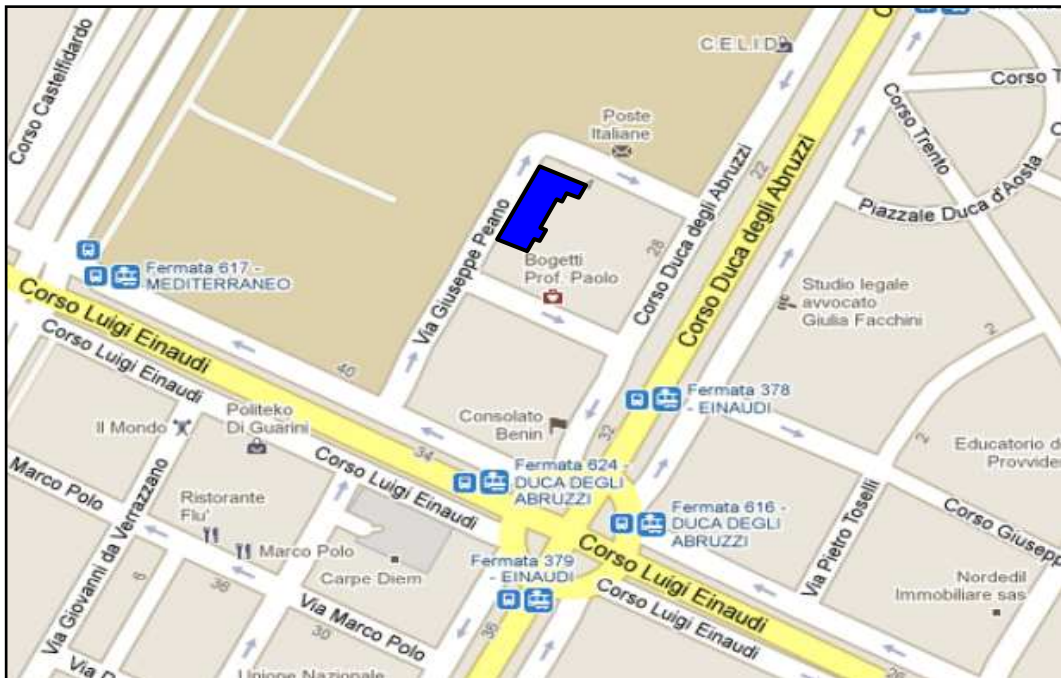 C.E.L.I.D
Corso Castelfidardo
Poste
Italiane
22
Corso Trento
Piazzale Duca d'Aosta
Corso Duca degli Abruzzi
Corso Duca degli Abruzzi
28
Via Giuseppe Peano
Bogetti
Prof. Paolo
Fermata 617 -
MEDITERRANEO
Studio legale
avvocato
Giulia Facchini
2
Corso Luigi Einaudi
Corso Luigi Einaudi
40
Fermata 378
- EINAUDI
Il Mondo
Politeko
Di Guarini
Consolato
Benin
32
2
Educatorio d
34
Corso Luigi Einaudi
Fermata 624 -
DUCA DEGLI
ABRUZZI
Marco Polo
Via Giovanni da Verrazzano
Ristorante
Flu'
Fermata 616 -
DUCA DEGLI
ABRUZZI
Via Pietro Toselli
Corso Giusepp
Marco Polo
Carpe Diem
Fermata 379
- EINAUDI
Corso Luigi Einaudi
Corso Luigi Einaudi
Nordedil
Immobiliare sas
6
38
30
Via Marco Polo
36
26
Unione Nazionale